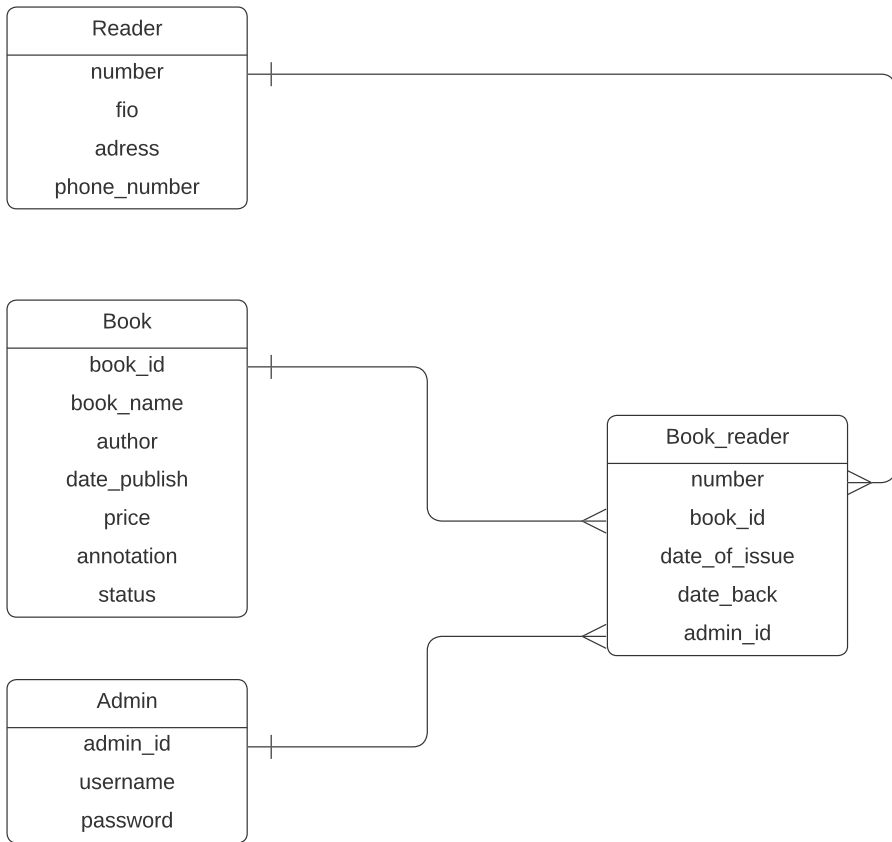 Reader
number
fio
adress
phone_number
Book
book_id
book_name
author
date_publish
price
annotation
status
Book_reader
number
book_id
date_of_issue
date_back
admin_id
Admin
admin_id
username
password